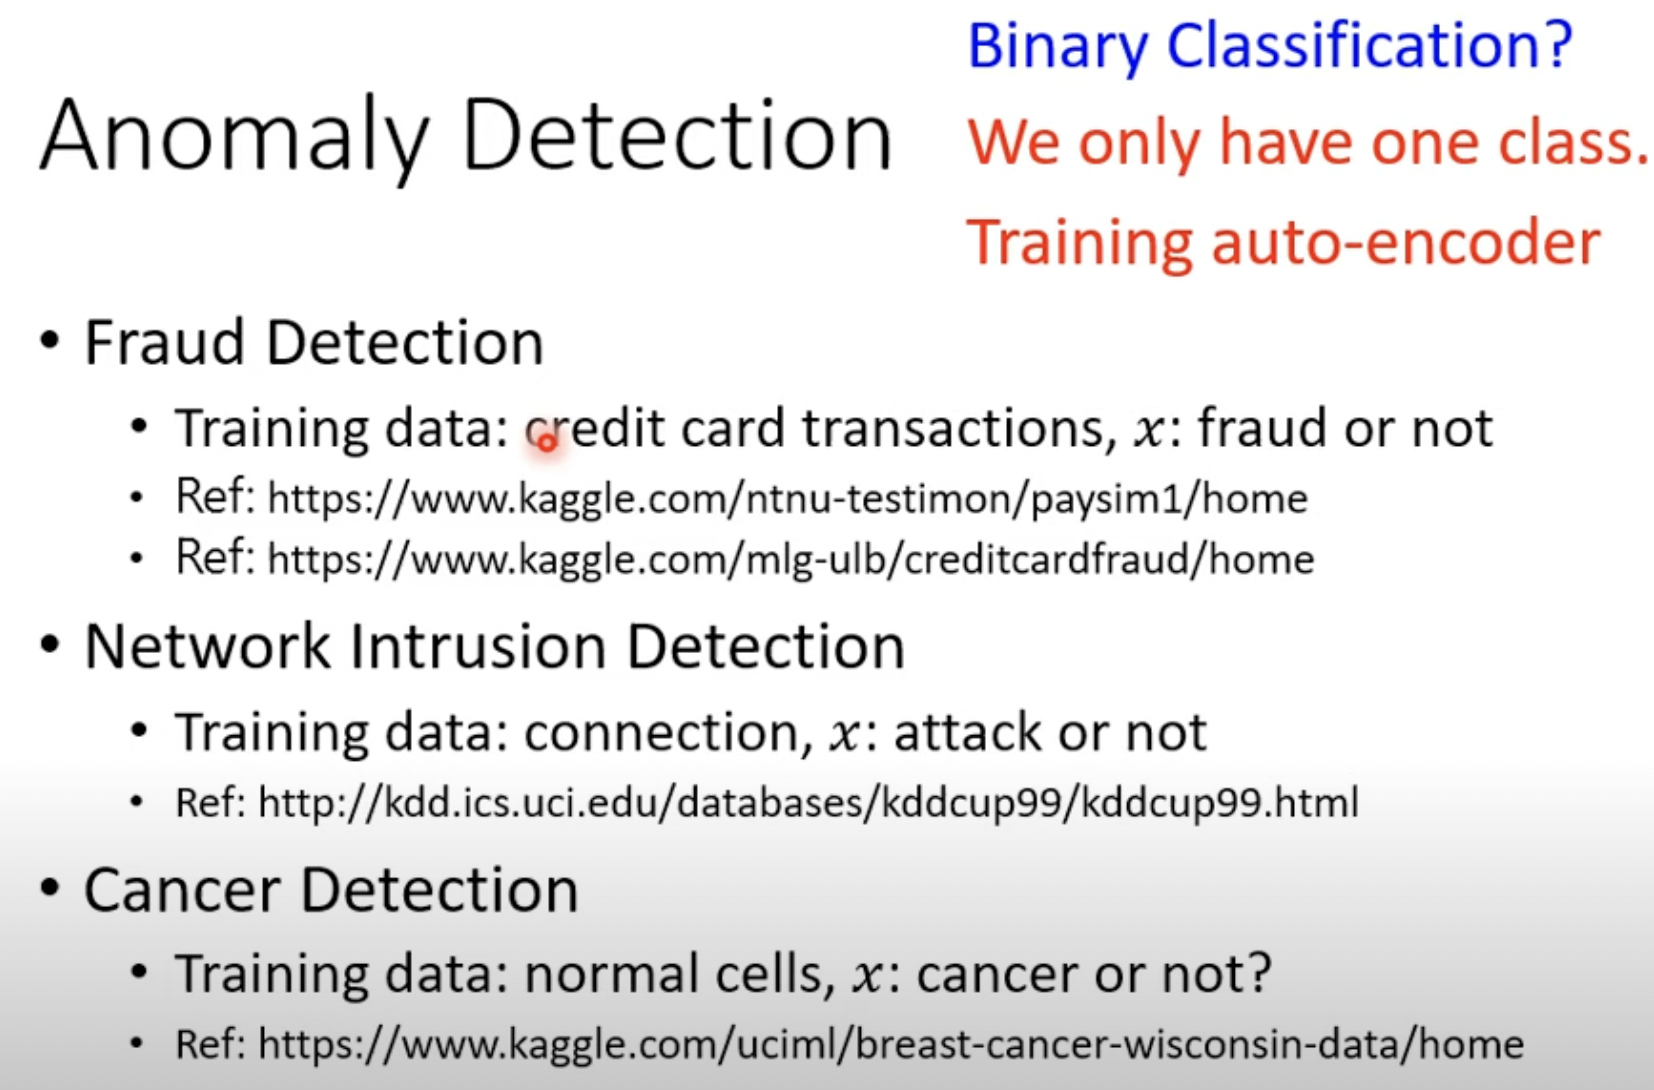 Binary Classification?
Anomaly Detection
We only have one class.
Training auto-encoder
• Fraud Detection
• Training data: credit card transactions, x: fraud or not
• Ref: https://www.kaggle.com/ntnu-testimon/paysim1/home
• Ref: https://www.kaggle.com/mlg-ulb/creditcardfraud/home
• Network Intrusion Detection
• Training data: connection, x: attack or not
• Ref: http://kdd.ics.uci.edu/databases/kddcup99/kddcup99.html
• Cancer Detection
• Training data: normal cells, x: cancer or not?
• Ref: https://www.kaggle.com/uciml/breast-cancer-wisconsin-data/home